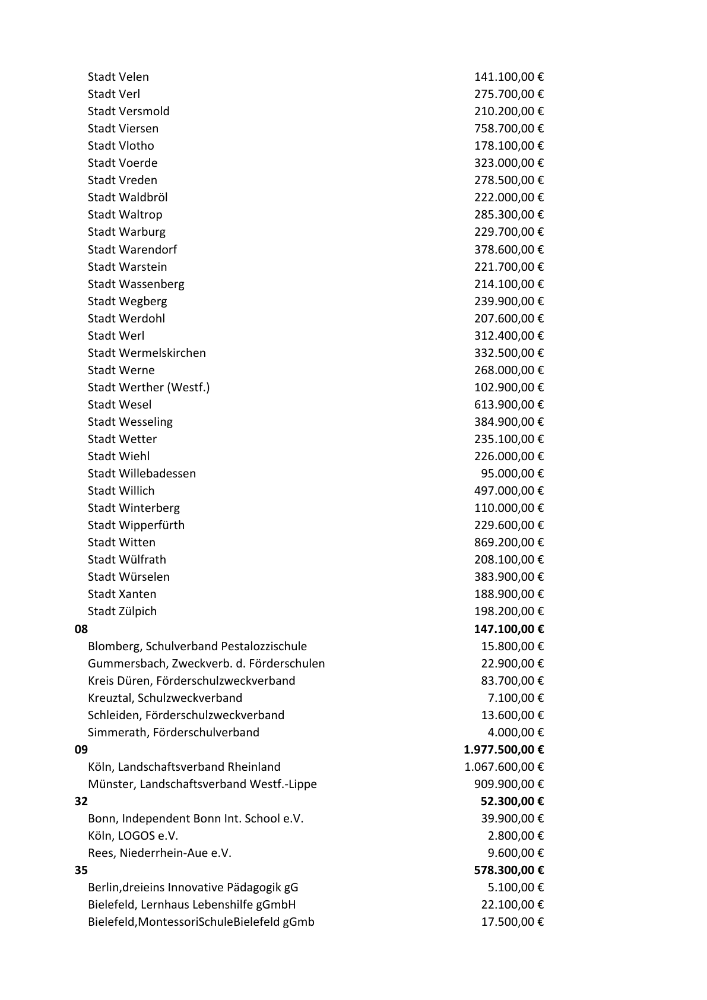 Stadt Velen 141.100,00 €
Stadt Verl 275.700,00 €
Stadt Versmold 210.200,00 €
Stadt Viersen 758.700,00 €
Stadt Vlotho 178.100,00 €
Stadt Voerde 323.000,00 €
Stadt Vreden 278.500,00 €
Stadt Waldbröl 222.000,00 €
Stadt Waltrop 285.300,00 €
Stadt Warburg 229.700,00 €
Stadt Warendorf 378.600,00 €
Stadt Warstein 221.700,00 €
Stadt Wassenberg 214.100,00 €
Stadt Wegberg 239.900,00 €
Stadt Werdohl 207.600,00 €
Stadt Werl 312.400,00 €
Stadt Wermelskirchen 332.500,00 €
Stadt Werne 268.000,00 €
Stadt Werther (Westf.) 102.900,00 €
Stadt Wesel 613.900,00 €
Stadt Wesseling 384.900,00 €
Stadt Wetter 235.100,00 €
Stadt Wiehl 226.000,00 €
Stadt Willebadessen 95.000,00 €
Stadt Willich 497.000,00 €
Stadt Winterberg 110.000,00 €
Stadt Wipperfürth 229.600,00 €
Stadt Witten 869.200,00 €
Stadt Wülfrath 208.100,00 €
Stadt Würselen 383.900,00 €
Stadt Xanten 188.900,00 €
Stadt Zülpich 198.200,00 €
08 147.100,00 €
Blomberg, Schulverband Pestalozzischule 15.800,00 €
Gummersbach, Zweckverb. d. Förderschulen 22.900,00 €
Kreis Düren, Förderschulzweckverband 83.700,00 €
Kreuztal, Schulzweckverband 7.100,00 €
Schleiden, Förderschulzweckverband 13.600,00 €
Simmerath, Förderschulverband 4.000,00 €
09 1.977.500,00 €
Köln, Landschaftsverband Rheinland 1.067.600,00 €
Münster, Landschaftsverband Westf.-Lippe 909.900,00 €
32 52.300,00 €
Bonn, Independent Bonn Int. School e.V. 39.900,00 €
Köln, LOGOS e.V. 2.800,00 €
Rees, Niederrhein-Aue e.V. 9.600,00 €
35 578.300,00 €
Berlin,dreieins Innovative Pädagogik gG 5.100,00 €
Bielefeld, Lernhaus Lebenshilfe gGmbH 22.100,00 €
Bielefeld,MontessoriSchuleBielefeld gGmb 17.500,00 €